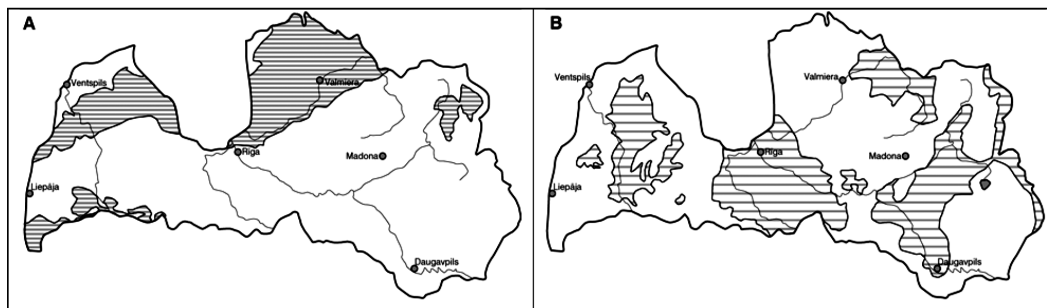 A
Ventspils
Valmiera
Rīga
Madona
Liepāja
Daugavpils
B
Ventspils
Valmiera
Rīga
Madona
Liepāja
Daugavpils